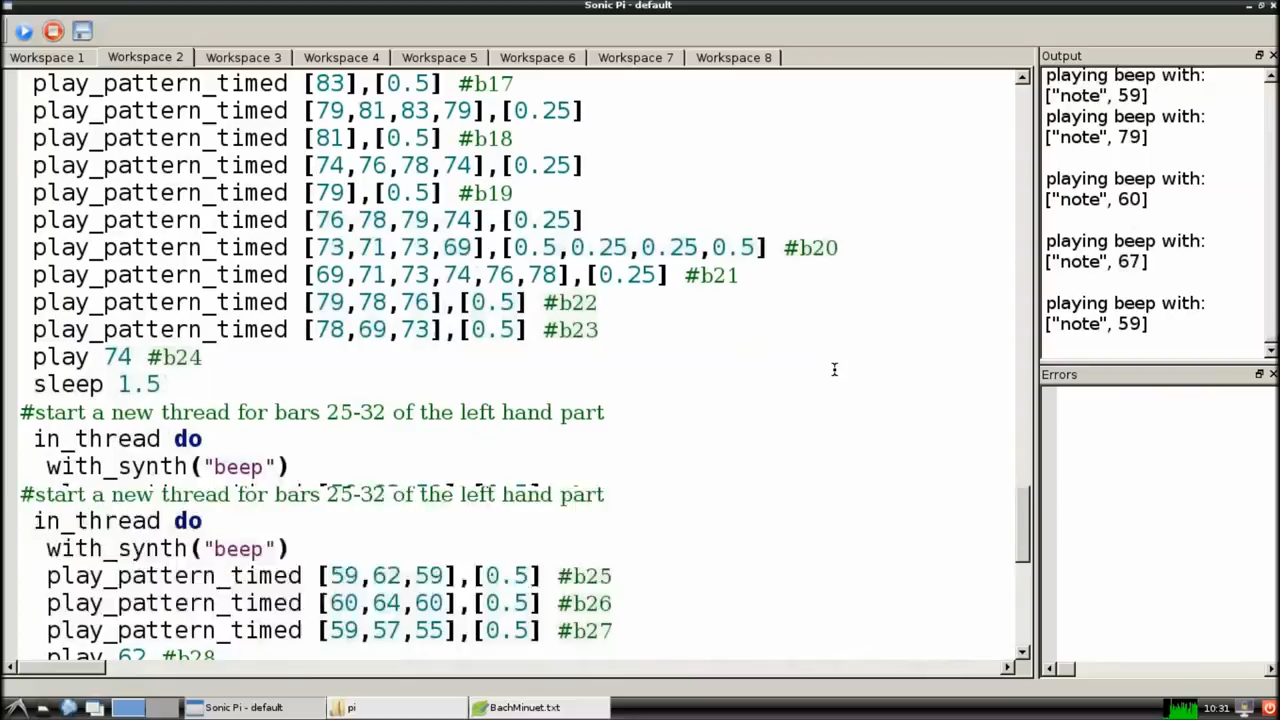 Sonic Pi - default
Workspace 1 Workspace 2 Workspace 3 Workspace 4 Workspace 5 Workspace 6 Workspace 7 Workspace 8
play_pattern_timed [83],[0.5] #b17
play_pattern_timed [79,81,83,79],[0.25]
play_pattern_timed [81],[0.5] #b18
play_pattern_timed [74,76,78,74],[0.25]
play_pattern_timed [79],[0.5] #b19
play_pattern_timed [76,78,79,74],[0.25]
play_pattern_timed [73,71,73,69],[0.5,0.25,0.25,0.5] #b20
play_pattern_timed [69,71,73,74,76,78],[0.25] #b21
play_pattern_timed [79,78,76],[0.5] #b22
play_pattern_timed [78,69,73],[0.5] #b23
play 74 #b24
sleep 1.5
#start a new thread for bars 25-32 of the left hand part
in_thread do
with_synth("beep")
#start a new thread for bars 25-32 of the left hand part
in_thread do
with_synth("beep")
play_pattern_timed [59,62,59],[0.5] #b25
play_pattern_timed [60,64,60],[0.5] #b26
play_pattern_timed [59,57,55],[0.5] #b27
play 62 #b28
Output
playing beep with:
["note", 59]
playing beep with:
["note", 79]
playing beep with:
["note", 60]
playing beep with:
["note", 67]
playing beep with:
["note", 59]
Errors
Sonic Pi - default
pi
BachMinuet.txt
10:31